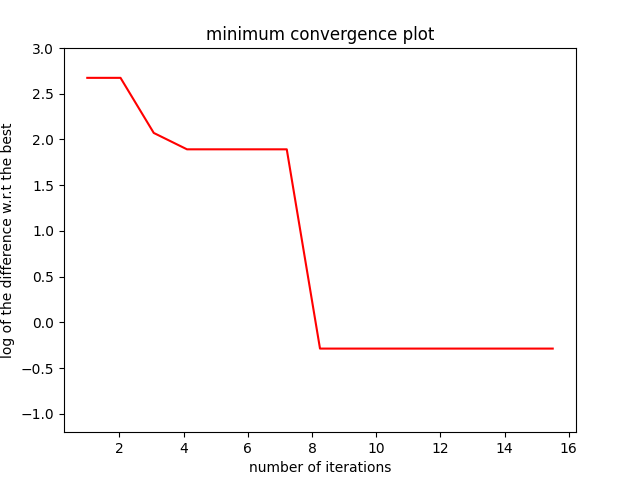 minimum convergence plot
log of the difference w.r.t the best
3.0
2.5
2.0
1.5
1.0
0.5
0.0
−0.5
−1.0
2 4 6 8 10 12 14 16
number of iterations